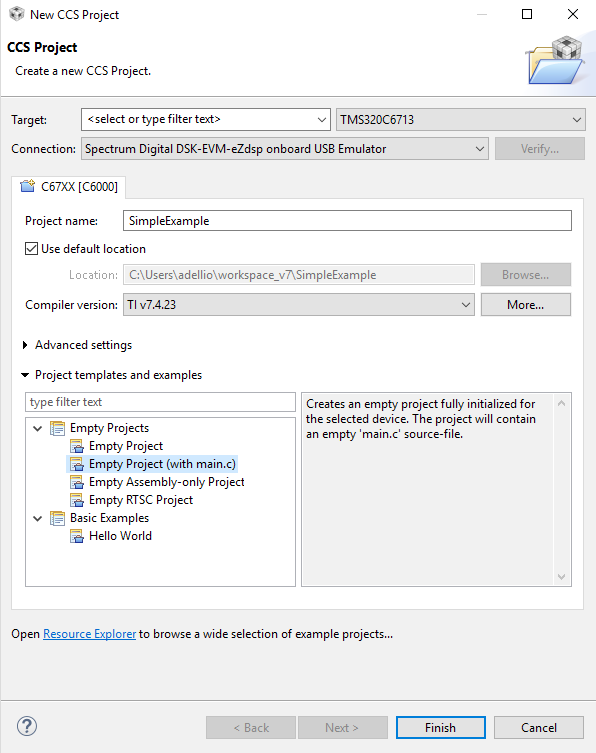 New CCS Project
CCS Project
Create a new CCS Project.
Target: <select or type filter text> TMS320C6713
Connection: Spectrum Digital DSK-EVM-eZdsp onboard USB Emulator Verify...
C67XX [C6000]
Project name: SimpleExample
Use default location
Location: C:\Users\adellio\workspace_v7\SimpleExample Browse...
Compiler version: TI v7.4.23 More...
Advanced settings
Project templates and examples
type filter text
Empty Projects
Empty Project
Empty Project (with main.c)
Empty Assembly-only Project
Empty RTSC Project
Basic Examples
Hello World
Creates an empty project fully initialized for
the selected device. The project will contain
an empty 'main.c' source-file.
Open Resource Explorer to browse a wide selection of example projects...
? < Back Next > Finish Cancel